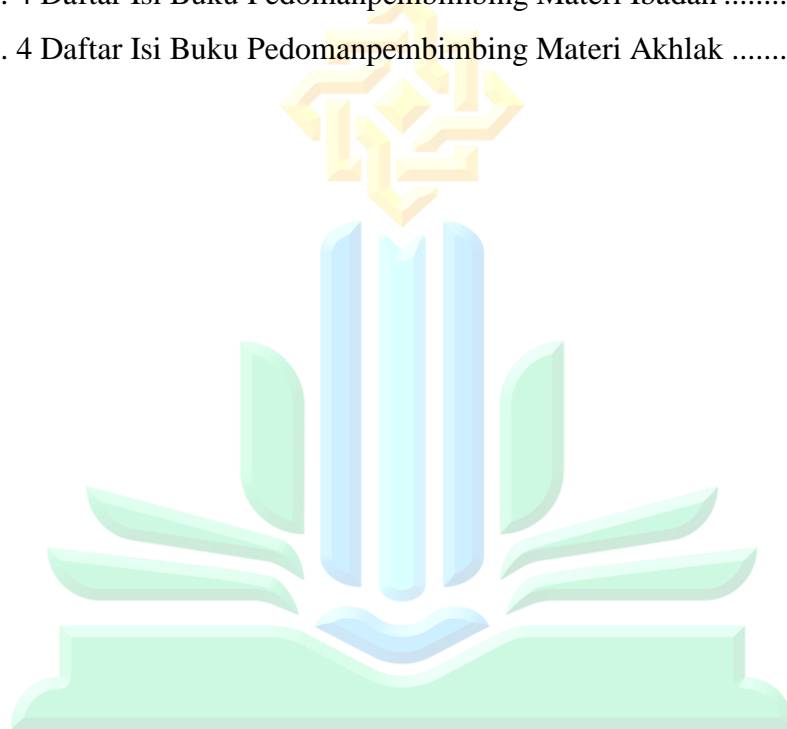 . 4 Daftar Isi Buku Pedomanpembimbing Materi Ibadah ........
. 4 Daftar Isi Buku Pedomanpembimbing Materi Akhlak .......